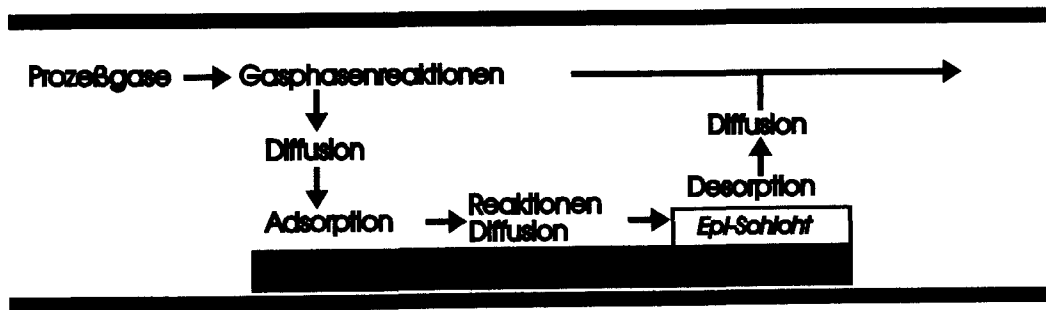 Prozeßgase Gasphasenreaktionen
Diffusion
Diffusion
Desorption
Adsorption
Reaktionen
Diffusion
Epi-Schicht